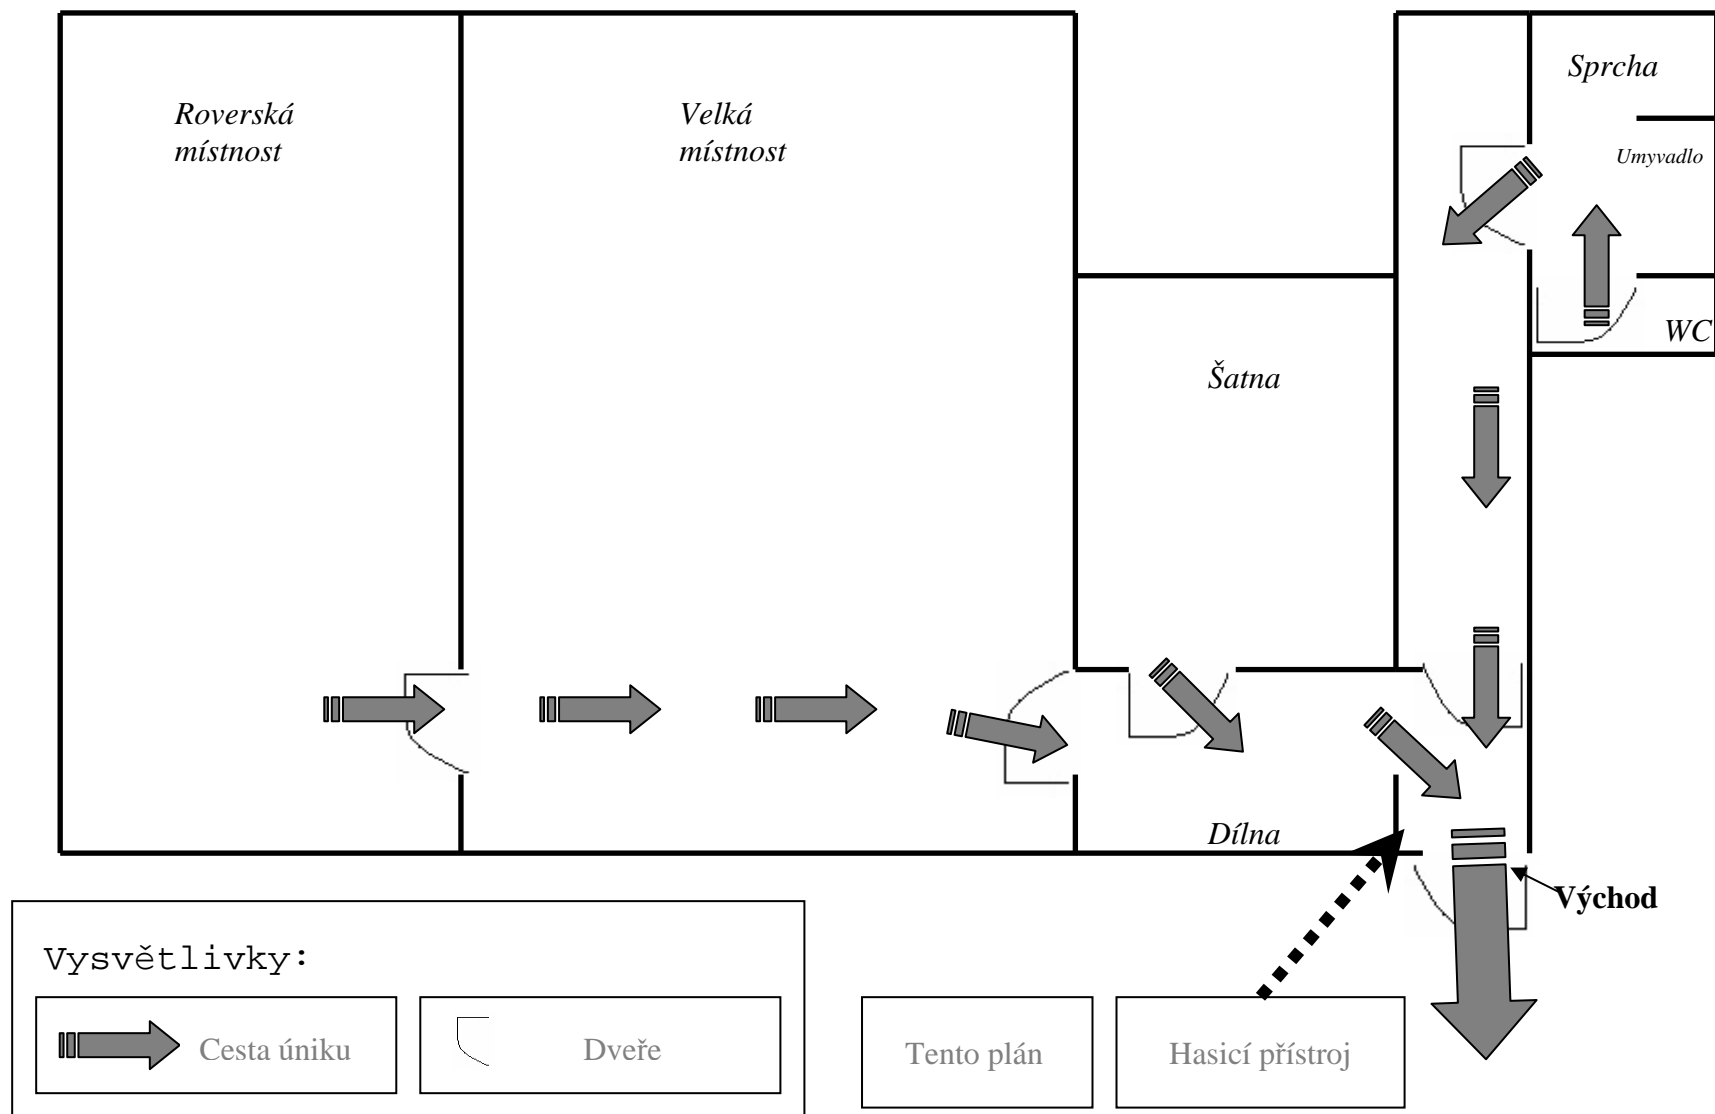 Sprcha
Roverská
místnost
Velká
místnost
Umyvadlo
WC
Šatna
Dílna
Východ
Vysvětlivky:
Cesta úniku
Dveře
Tento plán
Hasicí přístroj